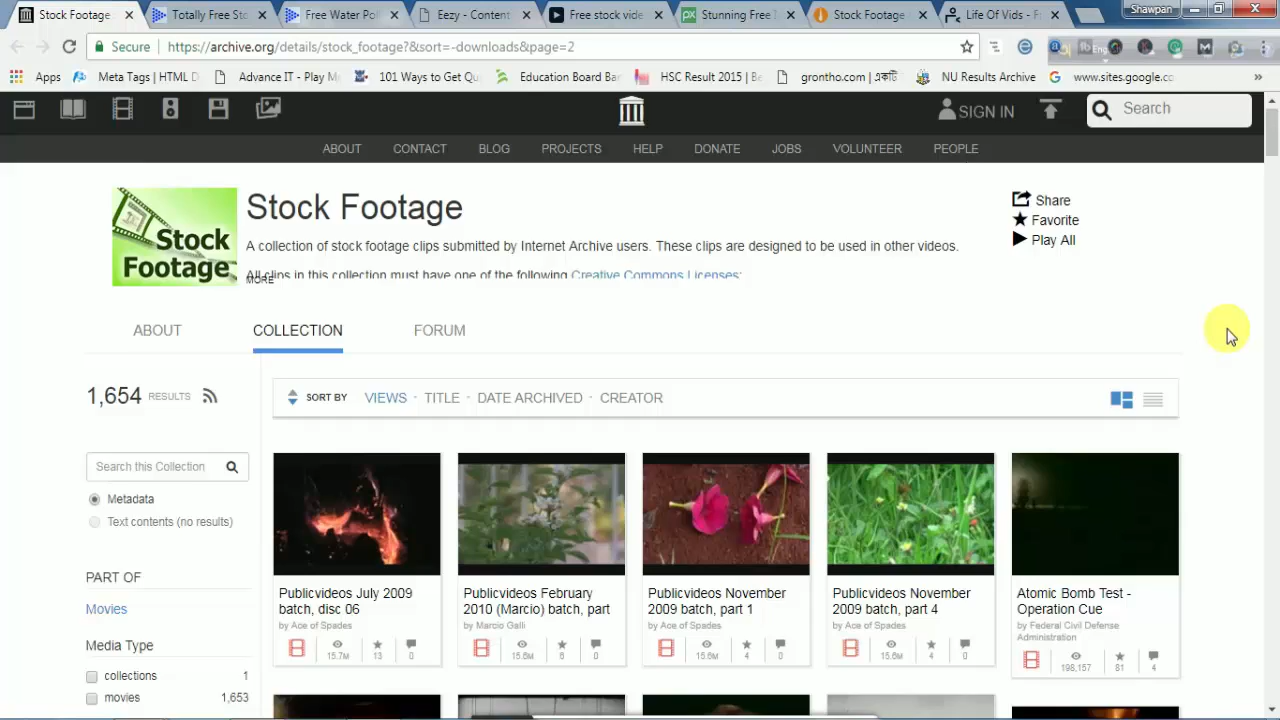 Stock Footage
Totally Free Sto
Free Water Po
Eezy - Content
Free stock vide
Stunning Free
Stock Footage
Life Of Vids - Fr
Shawpan
Secure
https://archive.org/details/stock_footage?&sort=-downloads&page=2
Apps
Meta Tags | HTML D
Advance IT - Play M
101 Ways to Get Qu
Education Board Ba
HSC Result 2015 | Be
grontho.com |
NU Results Archive
www.sites.google.co
SIGN IN
Search
ABOUT CONTACT BLOG PROJECTS HELP DONATE JOBS VOLUNTEER PEOPLE
Stock Footage
Stock Footage
A collection of stock footage clips submitted by Internet Archive users. These clips are designed to be used in other videos.
All clips in this collection must have one of the following Creative Commons Licenses:
MORE
Share
Favorite
Play All
ABOUT COLLECTION FORUM
1,654 RESULTS
SORT BY VIEWS · TITLE · DATE ARCHIVED · CREATOR
Search this Collection
Metadata
Text contents (no results)
PART OF
Movies
Media Type
collections 1
movies 1,653
Publicvideos July 2009
batch, disc 06
by Ace of Spades
15.7M 13 0
Publicvideos February
2010 (Marcio) batch, part
by Marcio Galli
15.6M 6 0
Publicvideos November
2009 batch, part 1
by Ace of Spades
15.6M 4 0
Publicvideos November
2009 batch, part 4
by Ace of Spades
15.6M 4 0
Atomic Bomb Test -
Operation Cue
by Federal Civil Defense
Administration
198,157 81 4